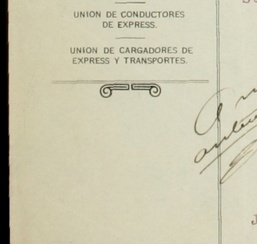 UNION DE CONDUCTORES
DE EXPRESS.
UNION DE CARGADORES DE
EXPRESS Y TRANSPORTES.